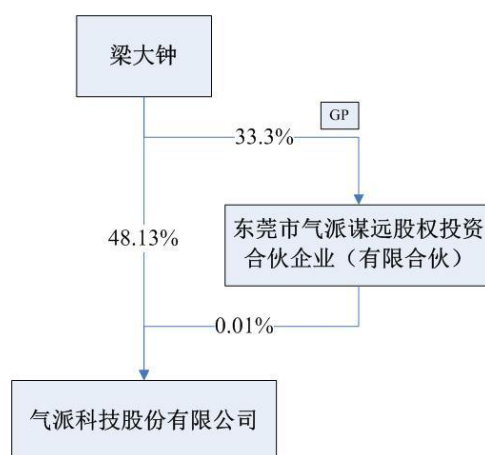 梁大钟
GP
33.3%
48.13%
东莞市气派谋远股权投资
合伙企业（有限合伙）
0.01%
气派科技股份有限公司